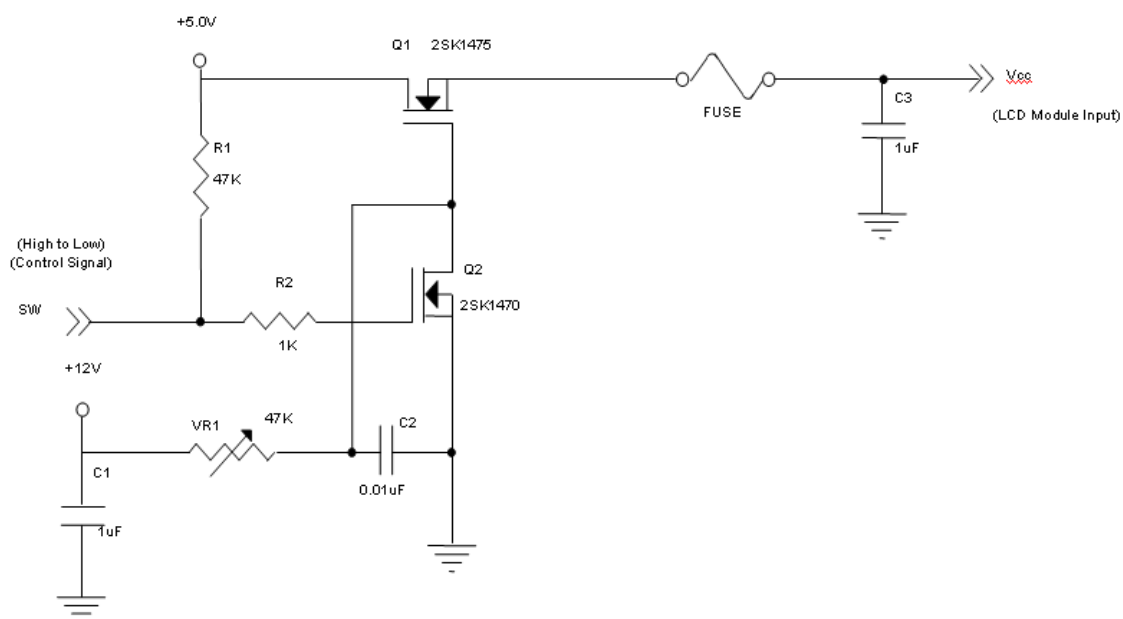 +5.0V
Q1 2SK1475
Vcc
C3
FUSE
(LCD Module Input)
R1
1uF
47K
(High to Low)
(Control Signal)
Q2
R2
SW
2SK1470
1K
+12V
47K
VR1
C2
C1
0.01uF
1uF